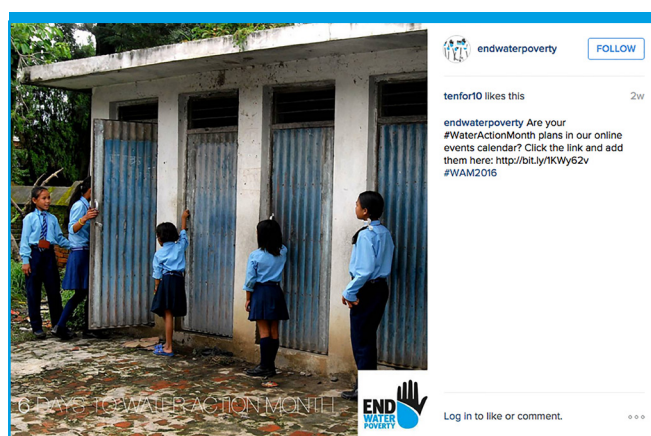 endwaterpoverty
FOLLOW
tenfor10 likes this
2w
endwaterpoverty Are your
#WaterActionMonth plans in our online
events calendar? Click the link and add
them here: http://bit.ly/1KWy62v
#WAM2016
6 DAYS TO WATER ACTION MONTH
END
WATER
POVERTY
Log in to like or comment.